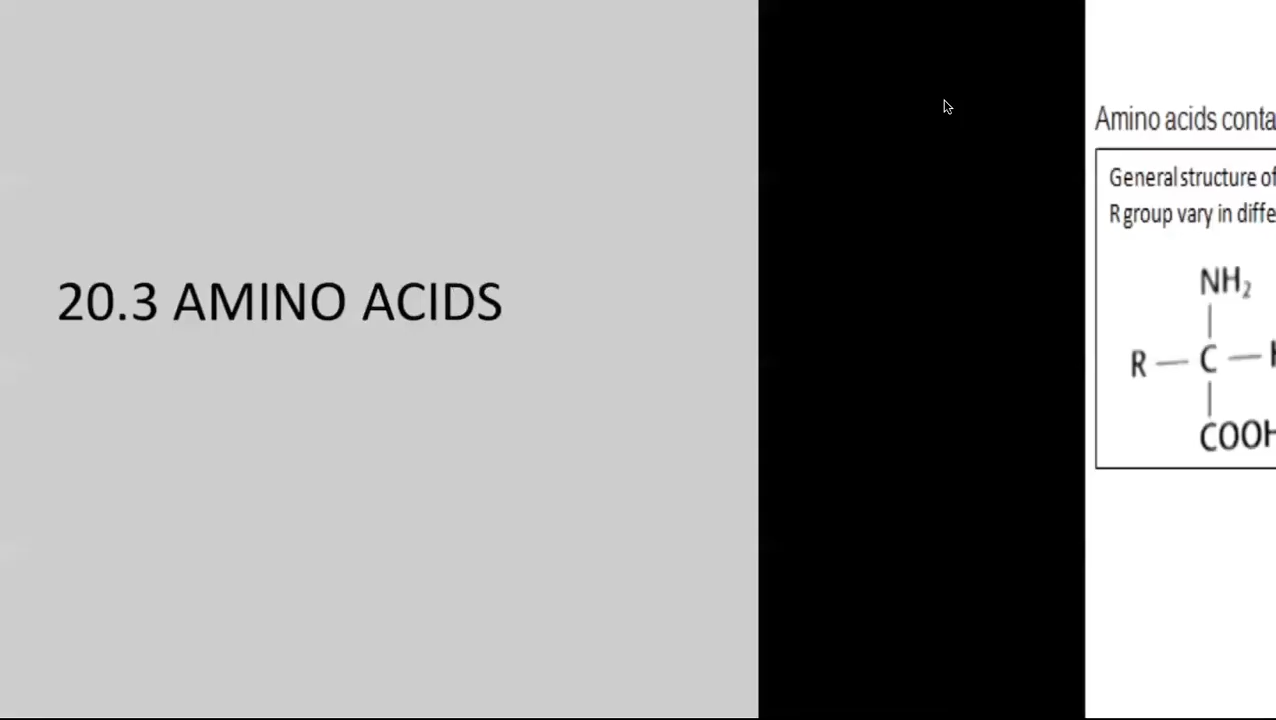 20.3 AMINO ACIDS
Amino acids conta
General structure of
R group vary in diffe
NH₂
R — C — H
COOH